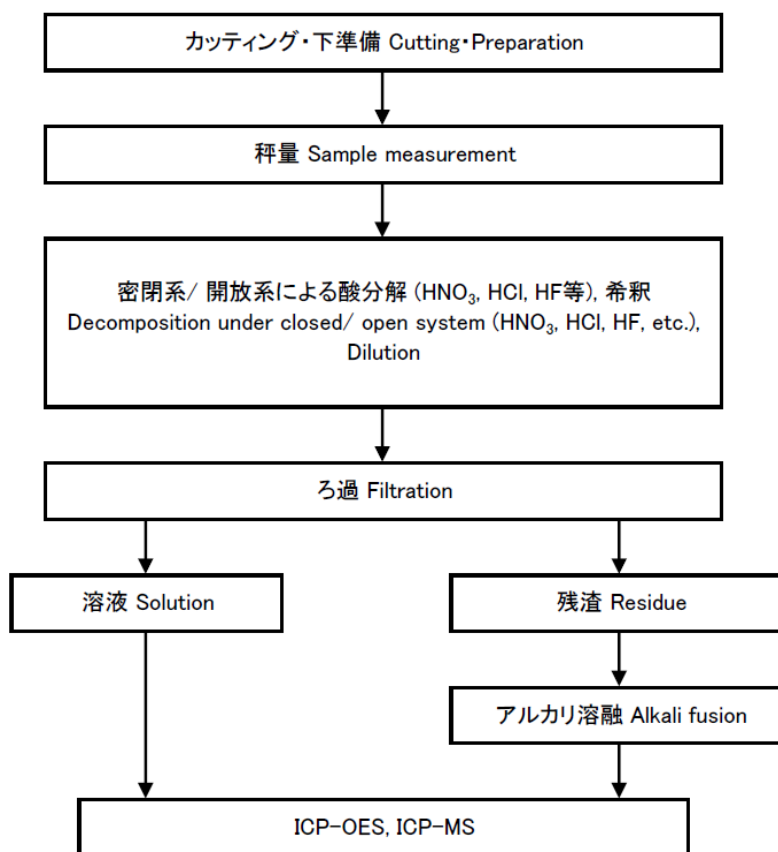 カッティング・下準備 Cutting・Preparation
秤量 Sample measurement
密閉系/ 開放系による酸分解 (HNO₃, HCl, HF等), 希釈
Decomposition under closed/ open system (HNO₃, HCl, HF, etc.),
Dilution
ろ過 Filtration
溶液 Solution
残渣 Residue
アルカリ溶融 Alkali fusion
ICP-OES, ICP-MS